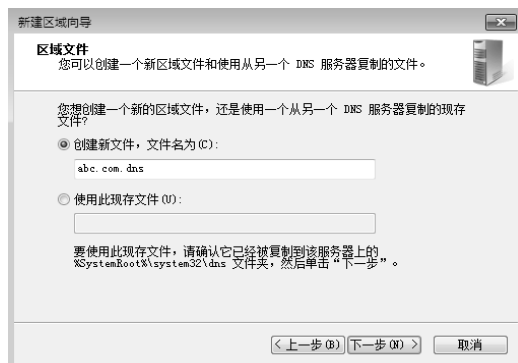 新建区域向导
区域文件
您可以创建一个新区域文件和使用从另一个 DNS 服务器复制的文件。
您想创建一个新的区域文件，还是使用一个从另一个 DNS 服务器复制的现存
文件?
创建新文件，文件名为(C):
abc.com.dns
使用此现存文件(U):
要使用此现存文件，请确认它已经被复制到该服务器上的
%SystemRoot%\system32\dns 文件夹，然后单击“下一步”。
< 上一步(B) 下一步(N) > 取消